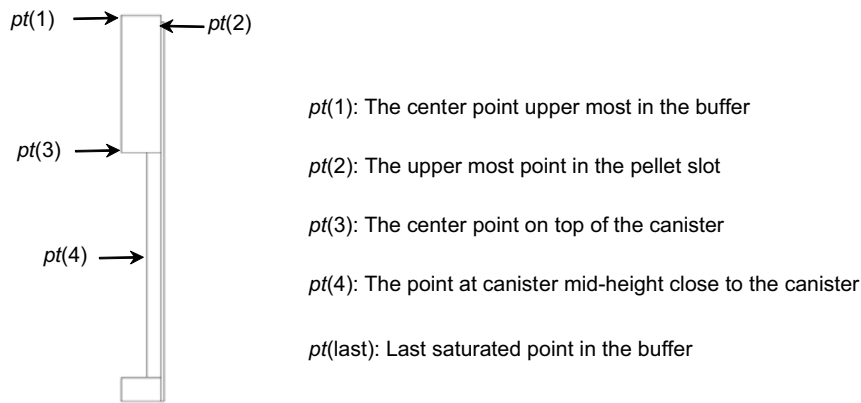 pt(1)
pt(2)
pt(1): The center point upper most in the buffer
pt(3)
pt(2): The upper most point in the pellet slot
pt(3): The center point on top of the canister
pt(4)
pt(4): The point at canister mid-height close to the canister
pt(last): Last saturated point in the buffer